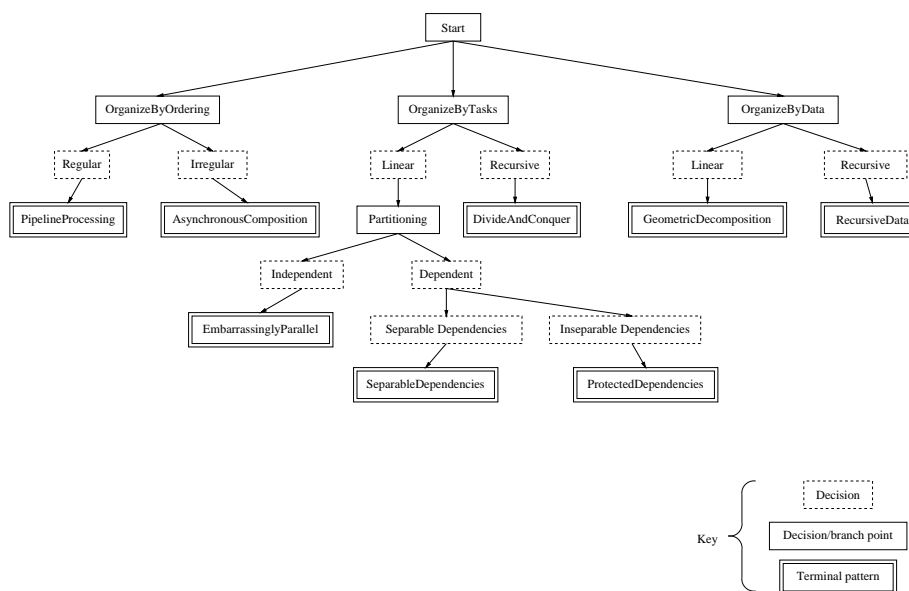 Start
OrganizeByOrdering
OrganizeByTasks
OrganizeByData
Regular
Irregular
Linear
Recursive
Linear
Recursive
PipelineProcessing
AsynchronousComposition
Partitioning
DivideAndConquer
GeometricDecomposition
RecursiveData
Independent
Dependent
EmbarrassinglyParallel
Separable Dependencies
Inseparable Dependencies
SeparableDependencies
ProtectedDependencies
Key
Decision
Decision/branch point
Terminal pattern